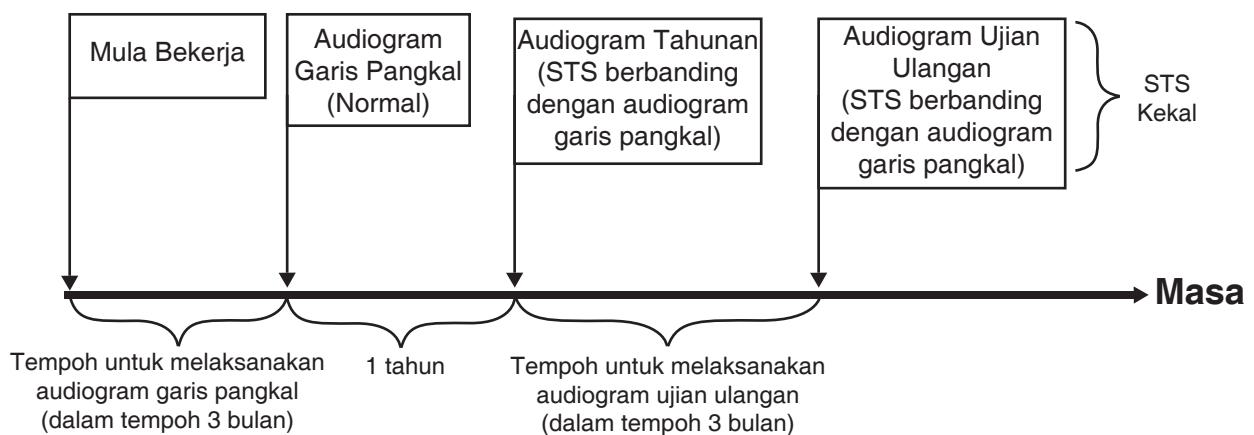 Mula Bekerja
Audiogram
Garis Pangkal
(Normal)
Audiogram Tahunan
(STS berbanding
dengan audiogram
garis pangkal)
Audiogram Ujian
Ulangan
(STS berbanding
dengan audiogram
garis pangkal)
STS
Kekal
Masa
Tempoh untuk melaksanakan
audiogram garis pangkal
(dalam tempoh 3 bulan)
1 tahun
Tempoh untuk melaksanakan
audiogram ujian ulangan
(dalam tempoh 3 bulan)